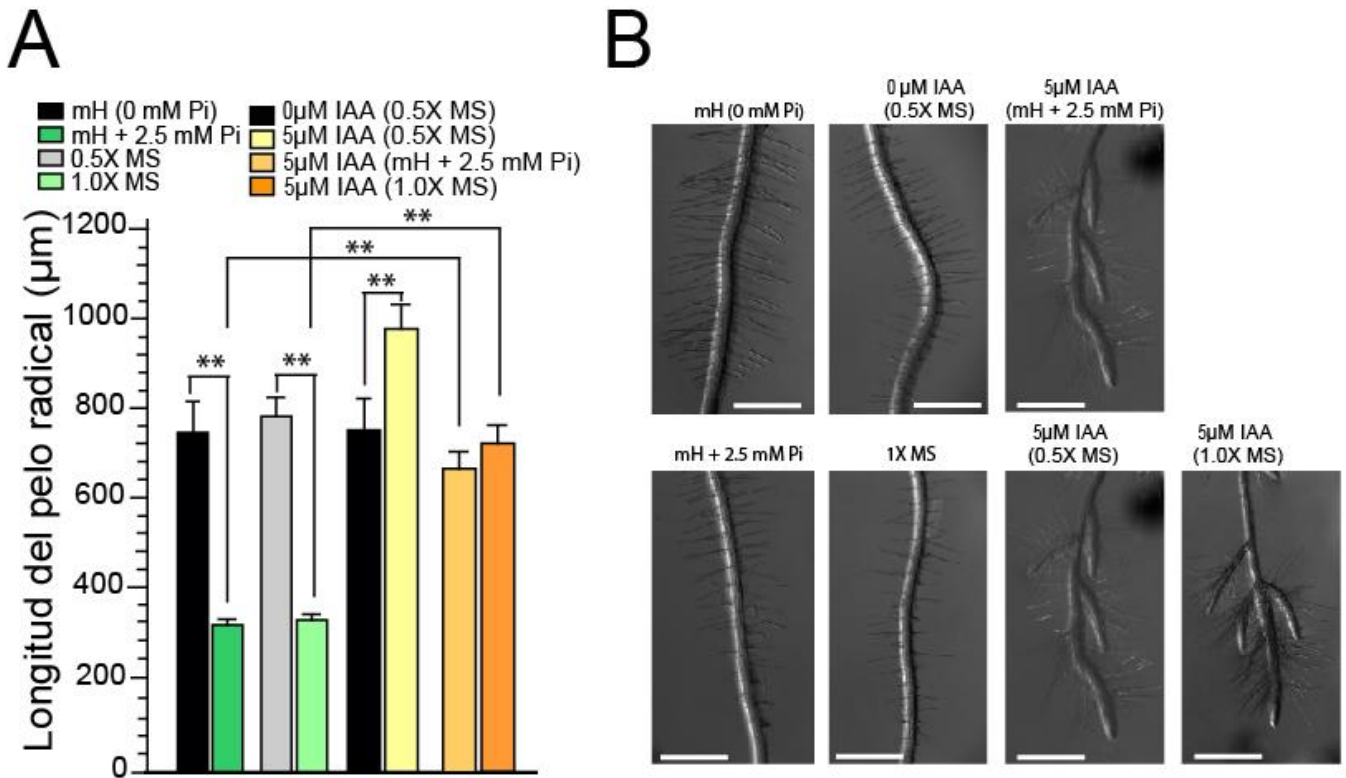 A
mH (0 mM Pi)
mH + 2.5 mM Pi
0.5X MS
1.0X MS
0µM IAA (0.5X MS)
5µM IAA (0.5X MS)
5µM IAA (mH + 2.5 mM Pi)
5µM IAA (1.0X MS)
Longitud del pelo radical (µm)
1200
1000
800
600
400
200
0
**
**
**
**
**
B
mH (0 mM Pi)
0 µM IAA
(0.5X MS)
5µM IAA
(mH + 2.5 mM Pi)
mH + 2.5 mM Pi
1X MS
5µM IAA
(0.5X MS)
5µM IAA
(1.0X MS)